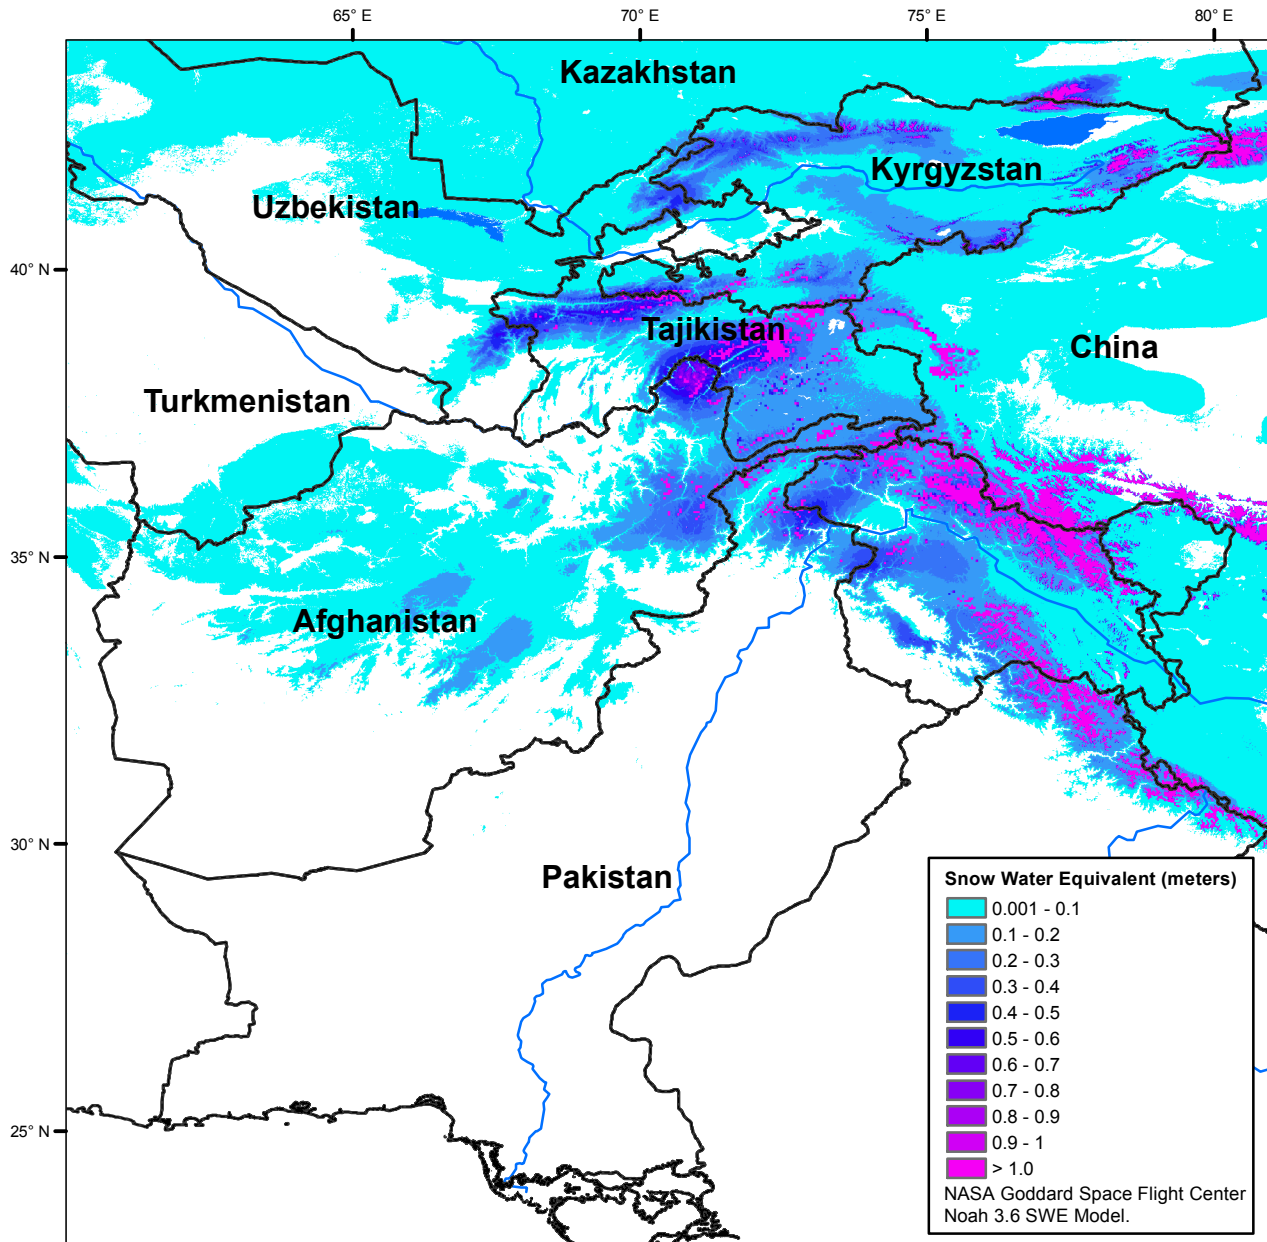 65° E
70° E
75° E
80° E
Kazakhstan
Kyrgyzstan
Uzbekistan
40° N
Tajikistan
China
Turkmenistan
35° N
Afghanistan
30° N
Pakistan
25° N
Snow Water Equivalent (meters)
0.001 - 0.1
0.1 - 0.2
0.2 - 0.3
0.3 - 0.4
0.4 - 0.5
0.5 - 0.6
0.6 - 0.7
0.7 - 0.8
0.8 - 0.9
0.9 - 1
> 1.0
NASA Goddard Space Flight Center
Noah 3.6 SWE Model.